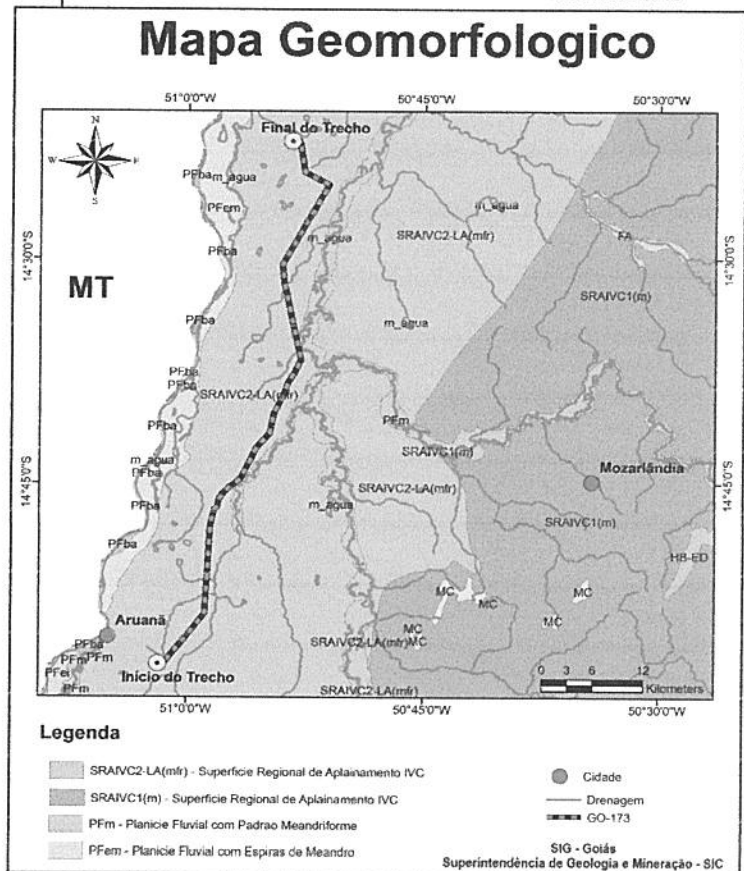 Mapa Geomorfologico
51°0'0"W 50°45'0"W 50°30'0"W
N
W E
S
Final do Trecho
PFba m_agua
PFem
m_agua
FA
PFba
m_agua
SRAIVC2-LA(mfr)
14°30'0"S 14°30'0"S
MT
SRAIVC1(m)
PFba
m_agua
PFba
PFba
SRAIVC2-LA(mfr)
PFba
PFm
SRAIVC1(m)
m_agua
PFba
Mozarlândia
14°45'0"S 14°45'0"S
SRAIVC2-LA(mfr)
PFba
m_agua
SRAIVC1(m)
PFba
HB-ED
MC
MC
MC
Aruanã
MC
MC
SRAIVC2-LA(mfr)
PFba
PFm
PFm
Início do Trecho
PFm
SRAIVC2-LA(mfr)
0 3 6 12
Kilometers
51°0'0"W 50°45'0"W 50°30'0"W
Legenda
SRAIVC2-LA(mfr) - Superficie Regional de Aplainamento IVC
SRAIVC1(m) - Superficie Regional de Aplainamento IVC
PFm - Planicie Fluvial com Padrao Meandriforme
PFem - Planicie Fluvial com Espiras de Meandro
Cidade
Drenagem
GO-173
SIG - Goiás
Superintendência de Geologia e Mineração - SIC